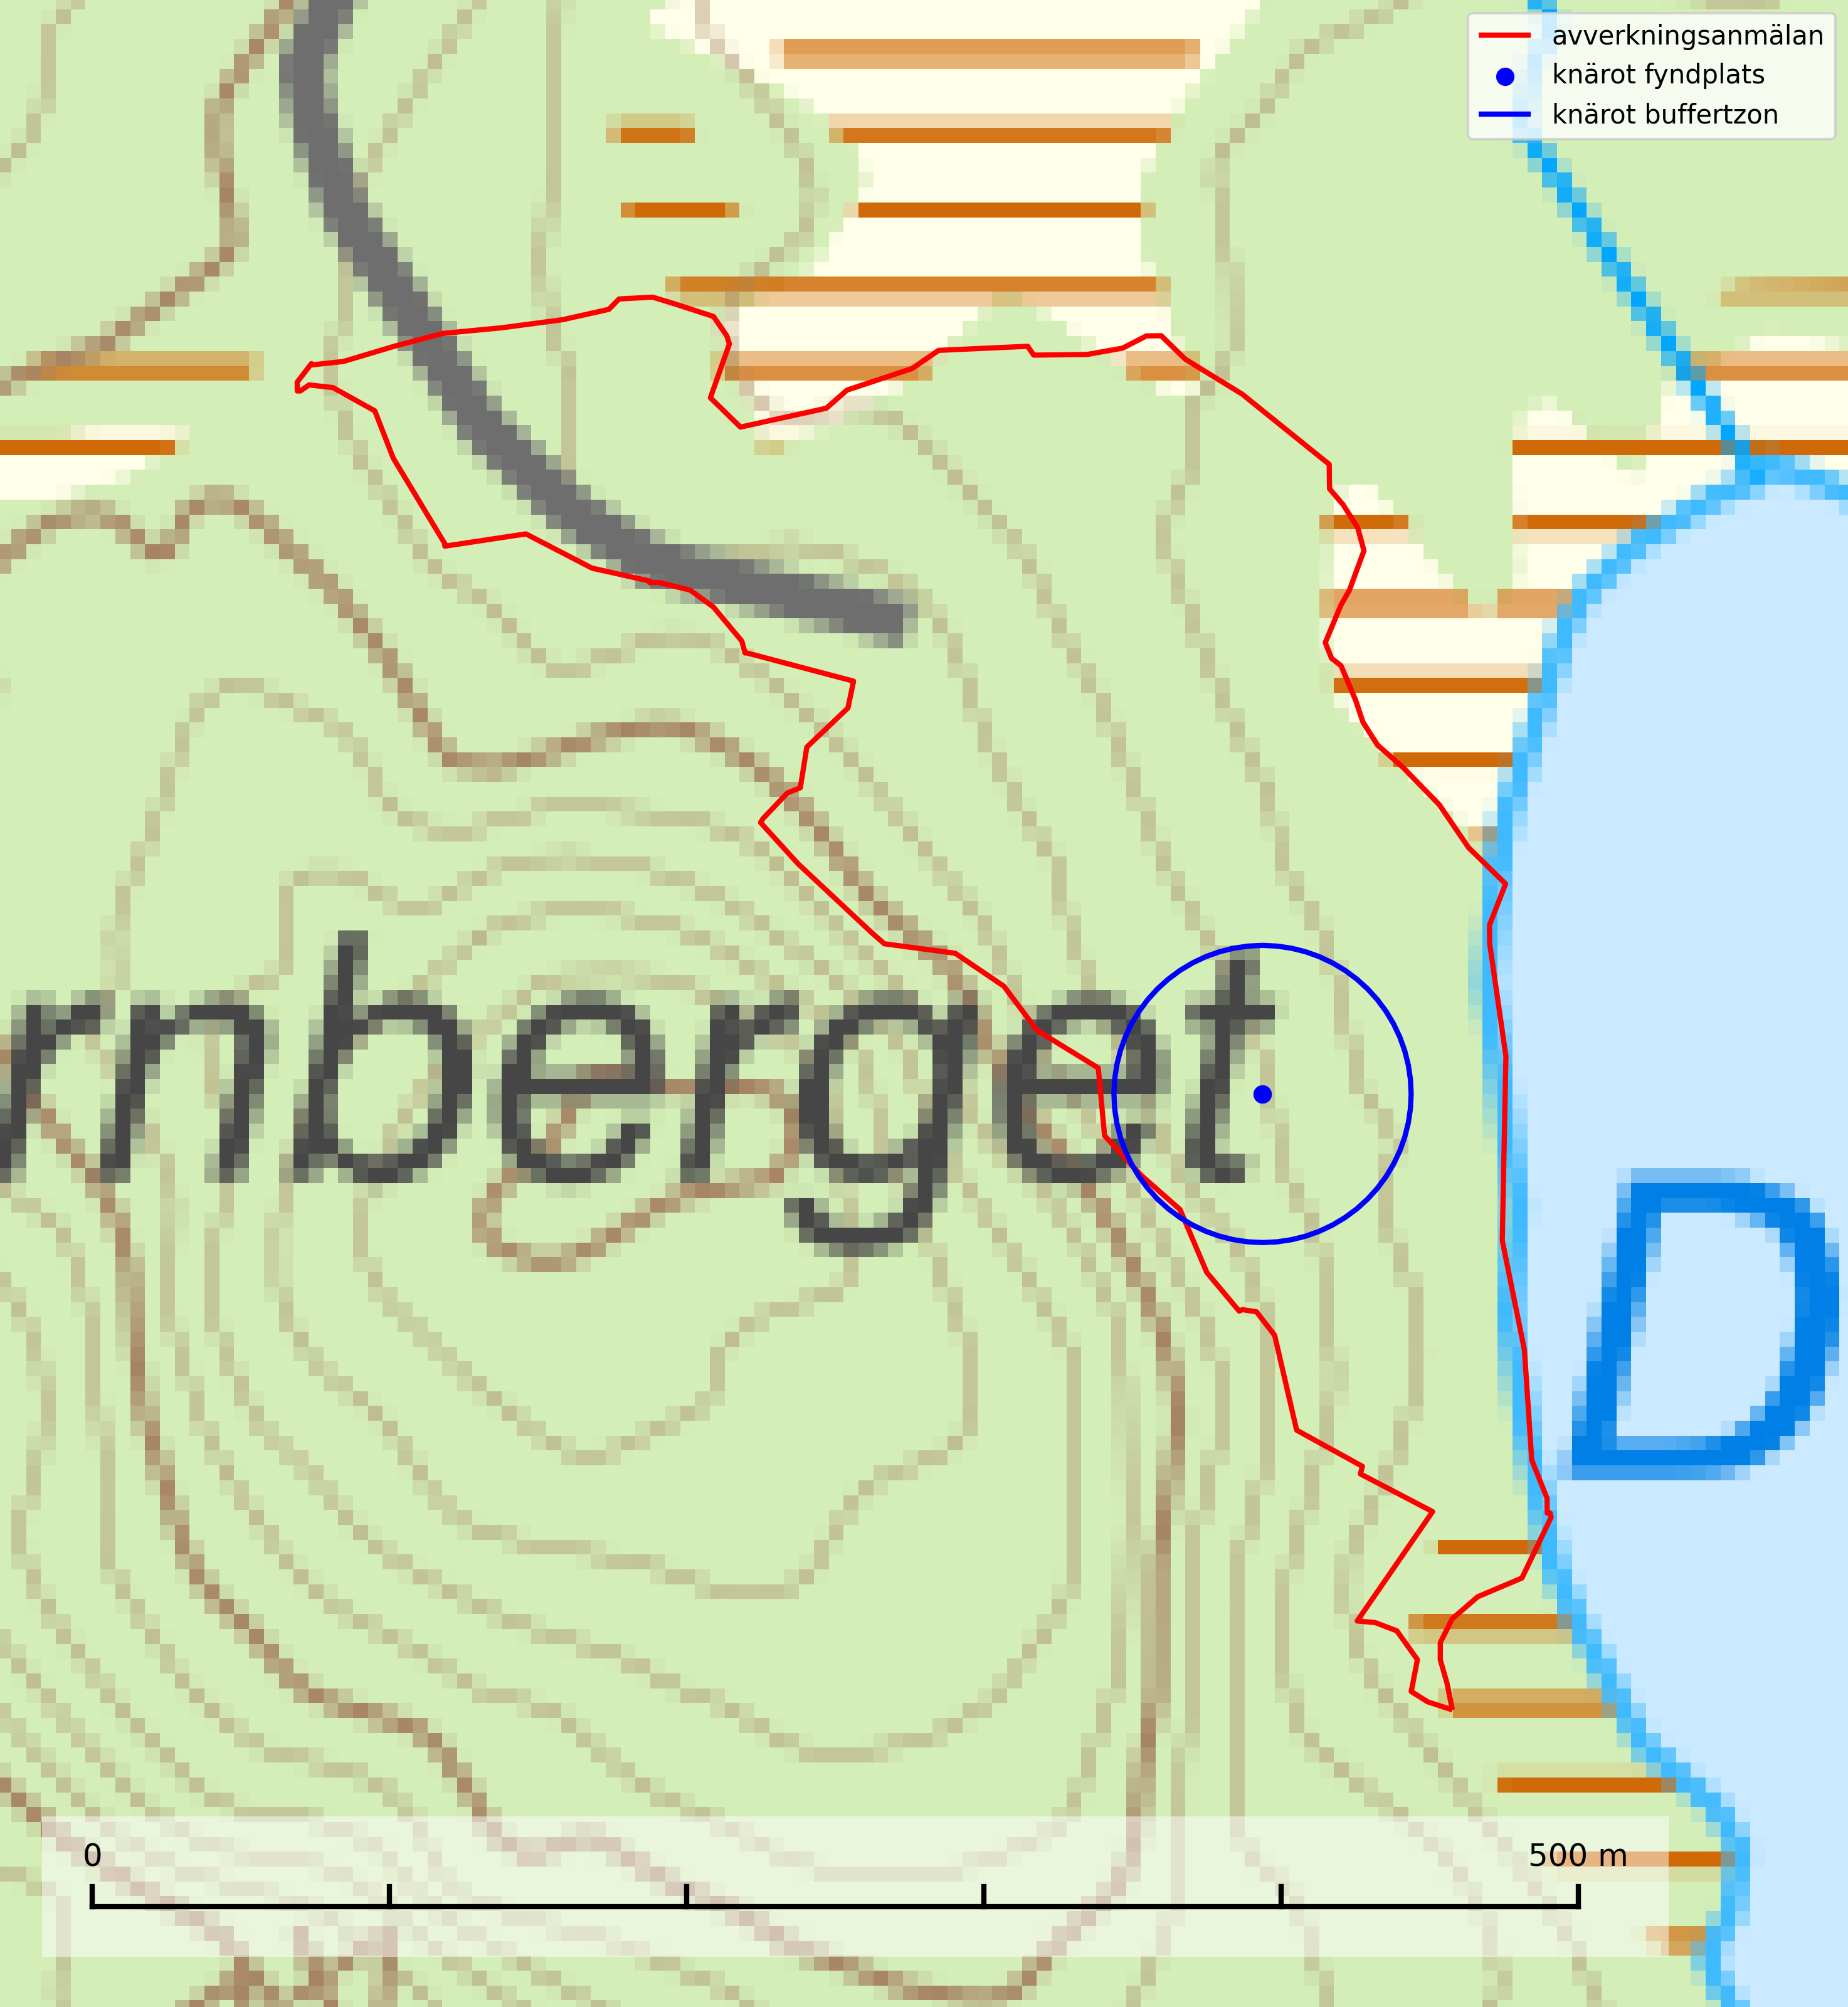 avverkningsanmälan
knärot fyndplats
knärot buffertzon
rnberget
D
0 500 m